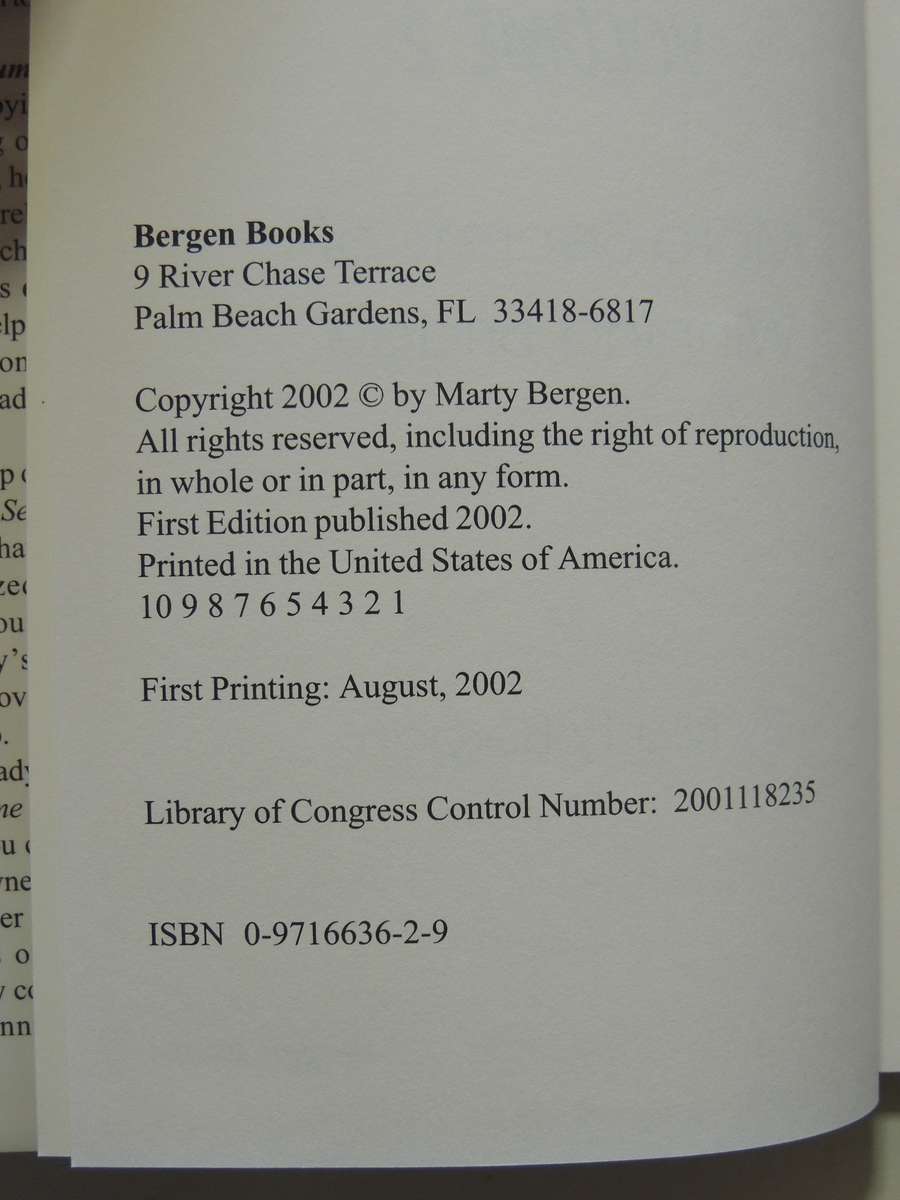 Bergen Books
9 River Chase Terrace
Palm Beach Gardens, FL 33418-6817
Copyright 2002 © by Marty Bergen.
All rights reserved, including the right of reproduction,
in whole or in part, in any form.
First Edition published 2002.
Printed in the United States of America.
10 9 8 7 6 5 4 3 2 1
First Printing: August, 2002
Library of Congress Control Number: 2001118235
ISBN 0-9716636-2-9